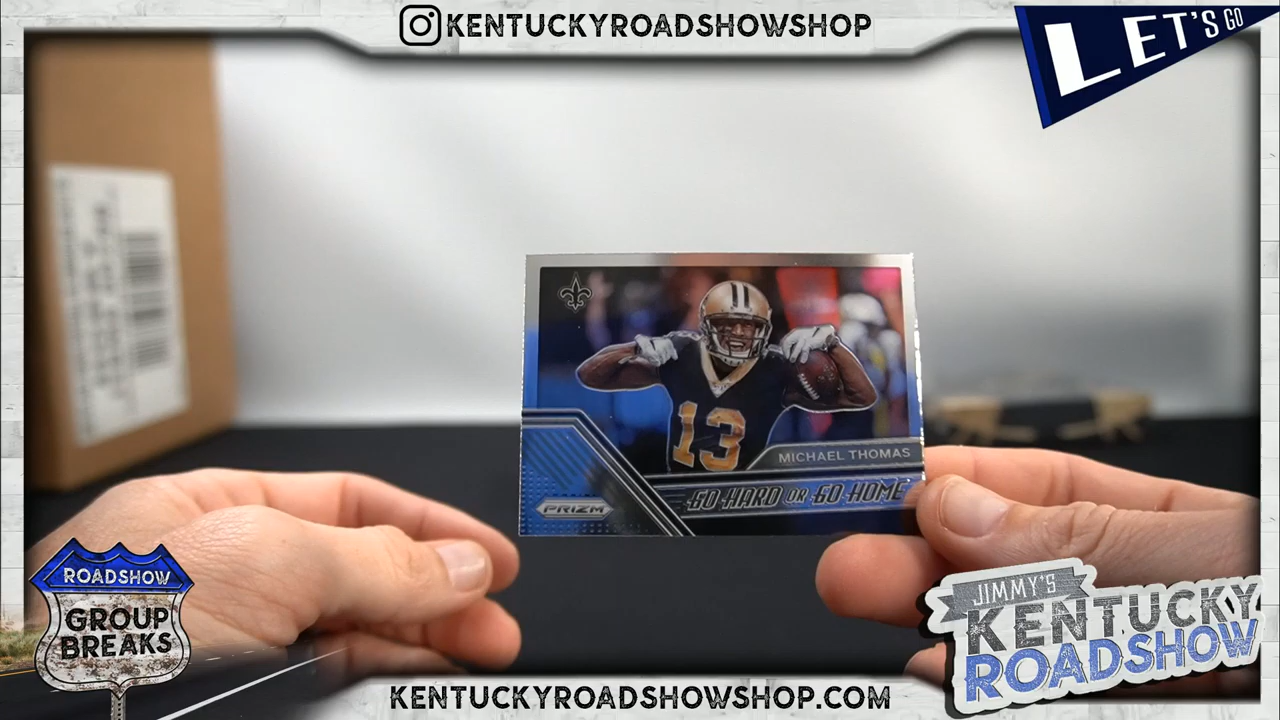 KENTUCKYROADSHOWSHOP
LET'S GO
13
MICHAEL THOMAS
GO HARD OR GO HOME
PRIZM
ROADSHOW
GROUP
BREAKS
JIMMY'S
KENTUCKY
ROADSHOW
KENTUCKYROADSHOWSHOP.COM